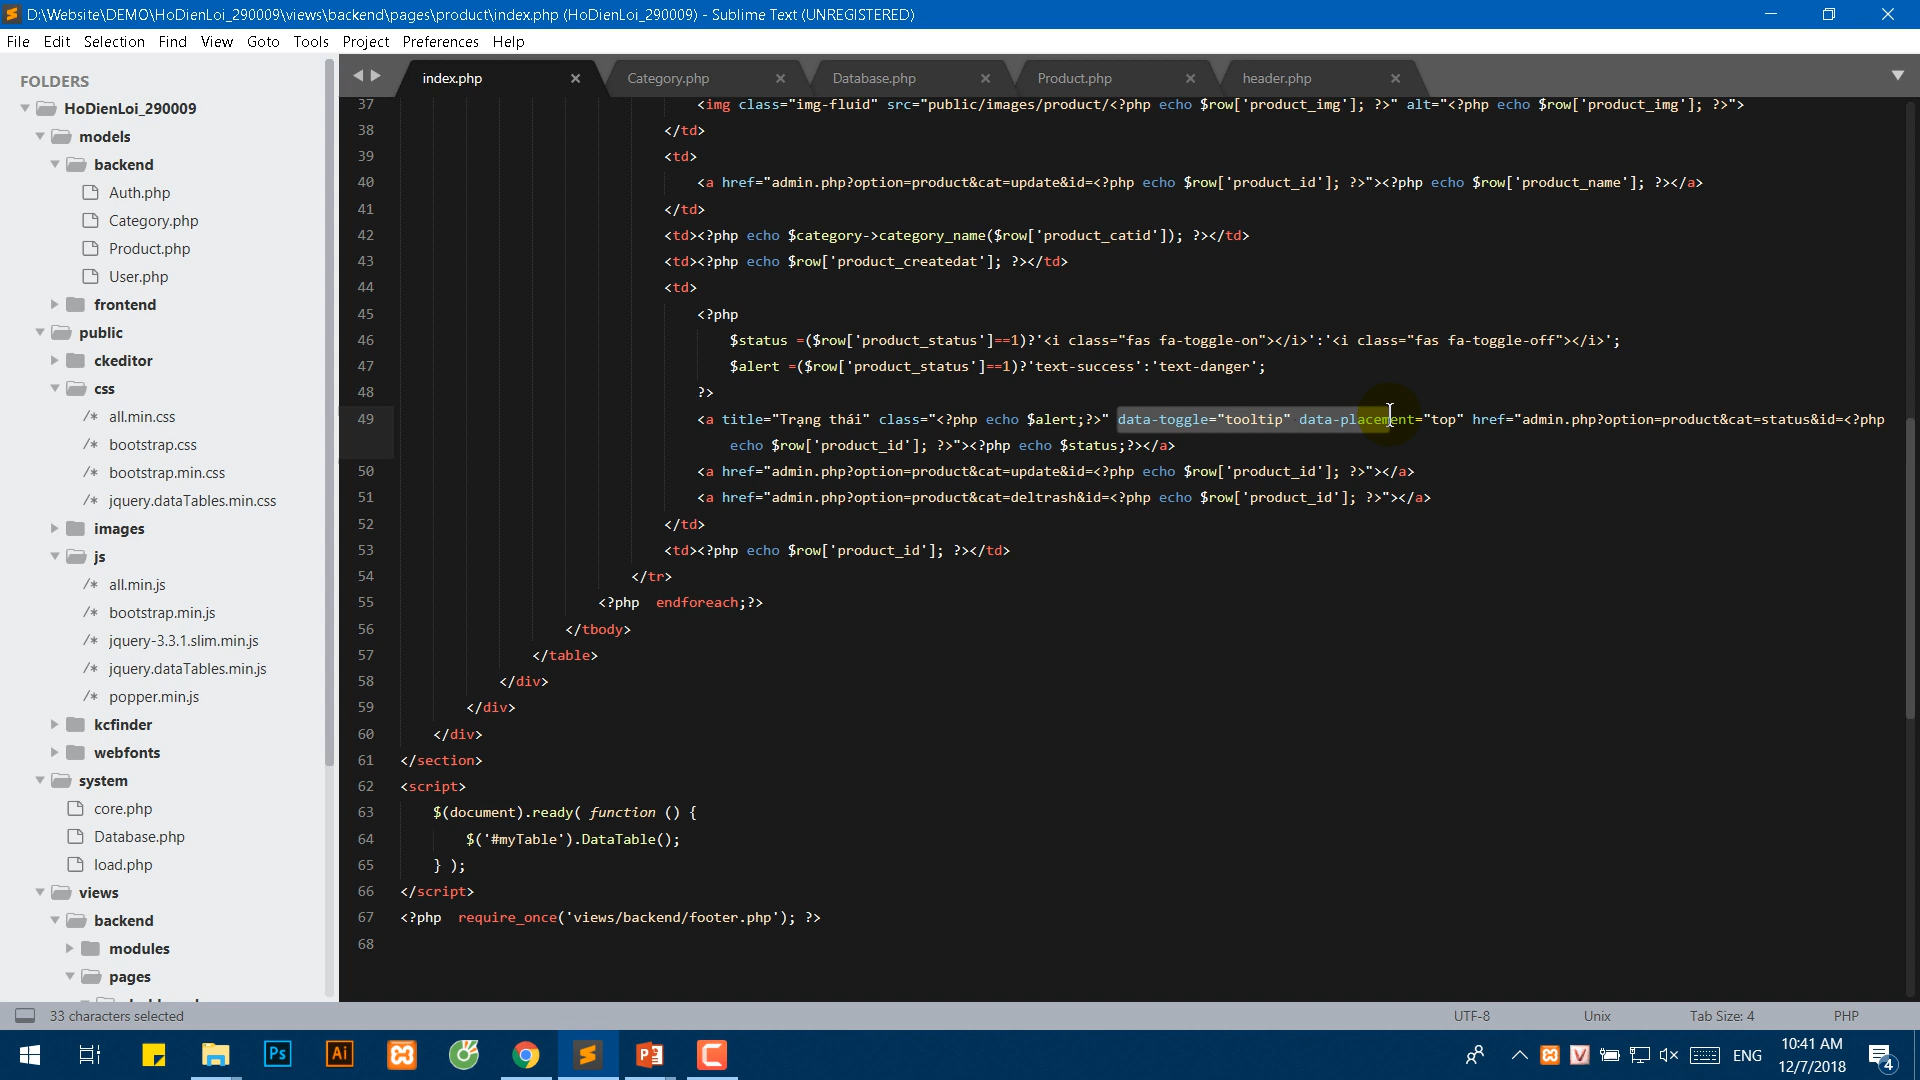 D:\Website\DEMO\HoDienLoi_290009\views\backend\pages\product\index.php (HoDienLoi_290009) - Sublime Text (UNREGISTERED)
File Edit Selection Find View Goto Tools Project Preferences Help
FOLDERS
HoDienLoi_290009
models
backend
Auth.php
Category.php
Product.php
User.php
frontend
public
ckeditor
css
/* all.min.css
/* bootstrap.css
/* bootstrap.min.css
/* jquery.dataTables.min.css
images
js
/* all.min.js
/* bootstrap.min.js
/* jquery-3.3.1.slim.min.js
/* jquery.dataTables.min.js
/* popper.min.js
kcfinder
webfonts
system
core.php
Database.php
load.php
views
backend
modules
pages
index.php Category.php Database.php Product.php header.php
37 <img class="img-fluid" src="public/images/product/<?php echo $row['product_img']; ?>" alt="<?php echo $row['product_img']; ?>">
38 </td>
39 <td>
40 <a href="admin.php?option=product&cat=update&id=<?php echo $row['product_id']; ?>"><?php echo $row['product_name']; ?></a>
41 </td>
42 <td><?php echo $category->category_name($row['product_catid']); ?></td>
43 <td><?php echo $row['product_createdat']; ?></td>
44 <td>
45 <?php
46 $status =($row['product_status']==1)?'<i class="fas fa-toggle-on"></i>':'<i class="fas fa-toggle-off"></i>';
47 $alert =($row['product_status']==1)?'text-success':'text-danger';
48 ?>
49 <a title="Trạng thái" class="<?php echo $alert;?>" data-toggle="tooltip" data-placement="top" href="admin.php?option=product&cat=status&id=<?php
echo $row['product_id']; ?>"><?php echo $status;?></a>
50 <a href="admin.php?option=product&cat=update&id=<?php echo $row['product_id']; ?>"></a>
51 <a href="admin.php?option=product&cat=deltrash&id=<?php echo $row['product_id']; ?>"></a>
52 </td>
53 <td><?php echo $row['product_id']; ?></td>
54 </tr>
55 <?php endforeach;?>
56 </tbody>
57 </table>
58 </div>
59 </div>
60 </div>
61 </section>
62 <script>
63 $(document).ready( function () {
64 $('#myTable').DataTable();
65 } );
66 </script>
67 <?php require_once('views/backend/footer.php'); ?>
68
33 characters selected UTF-8 Unix Tab Size: 4 PHP
Ps Ai ENG 10:41 AM
12/7/2018 4